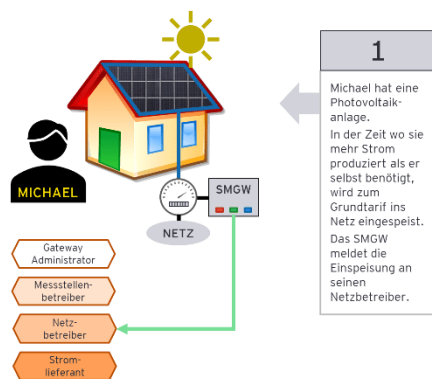 1
Michael hat eine
Photovoltaik-
anlage.
In der Zeit wo sie
mehr Strom
produziert als er
selbst benötigt,
wird zum
Grundtarif ins
Netz eingespeist.
Das SMGW
meldet die
Einspeisung an
seinen
Netzbetreiber.
MICHAEL
SMGW
NETZ
Gateway
Administrator
Messstellen-
betreiber
Netz-
betreiber
Strom-
lieferant